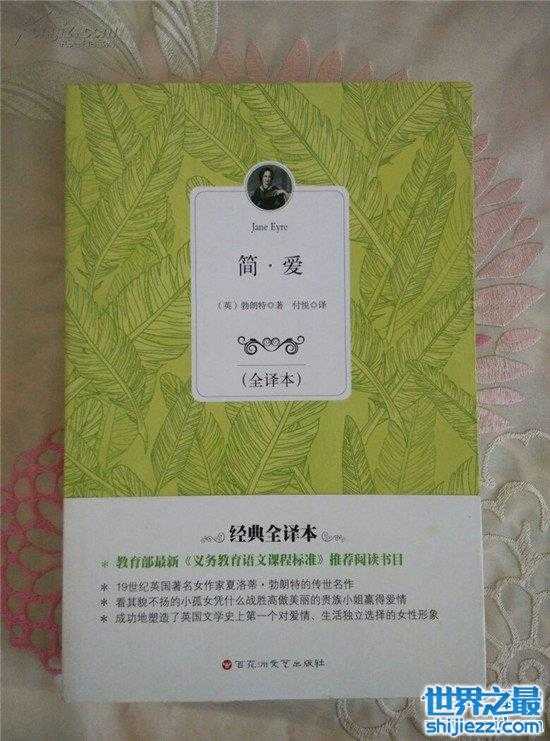 Jane Eyre
简·爱
（英）勃朗特◎著 付悦◎译
（全译本）
经典全译本
* 教育部最新《义务教育语文课程标准》推荐阅读书目
* 19世纪英国著名女作家夏洛蒂·勃朗特的传世名作
* 看其貌不扬的小孤女凭什么战胜高傲美丽的贵族小姐赢得爱情
* 成功地塑造了英国文学史上第一个对爱情、生活独立选择的女性形象
百花洲文艺出版社
世界之最
shijiezz.com